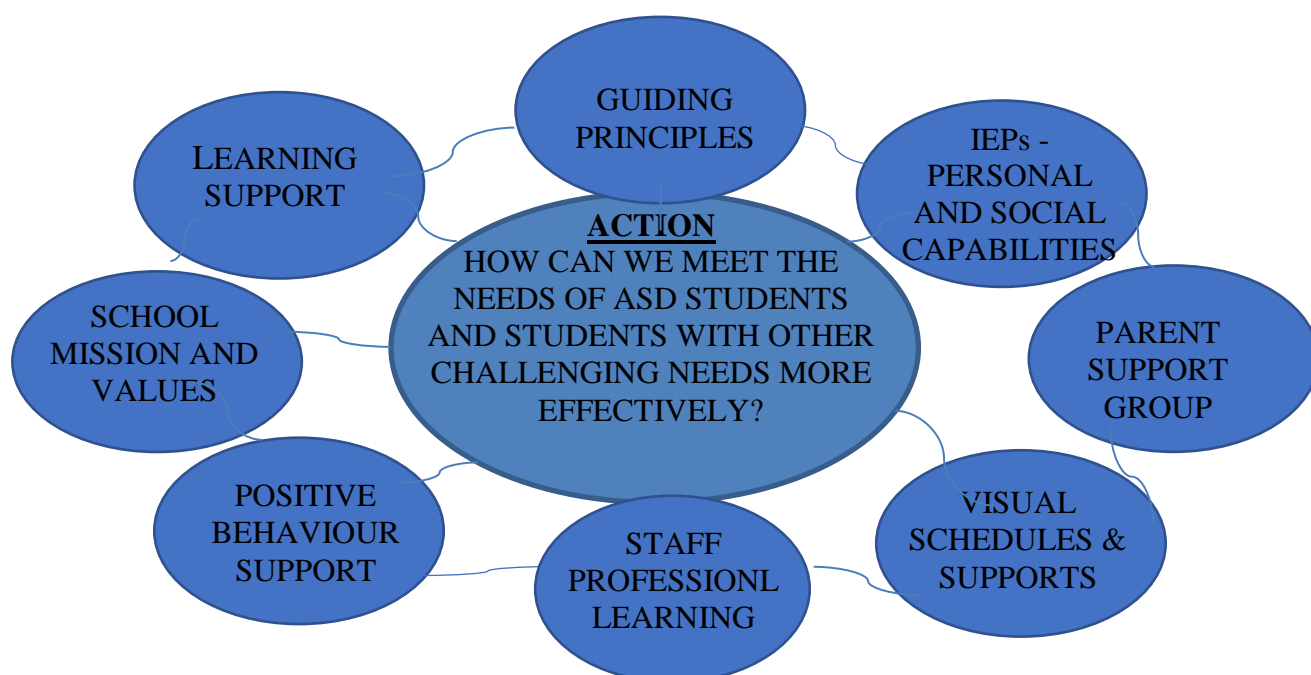 GUIDING
PRINCIPLES
IEPs -
PERSONAL
AND SOCIAL
CAPABILITIES
LEARNING
SUPPORT
ACTION
HOW CAN WE MEET THE
NEEDS OF ASD STUDENTS
AND STUDENTS WITH OTHER
CHALLENGING NEEDS MORE
EFFECTIVELY?
SCHOOL
MISSION AND
VALUES
PARENT
SUPPORT
GROUP
POSITIVE
BEHAVIOUR
SUPPORT
STAFF
PROFESSIONL
LEARNING
VISUAL
SCHEDULES &
SUPPORTS